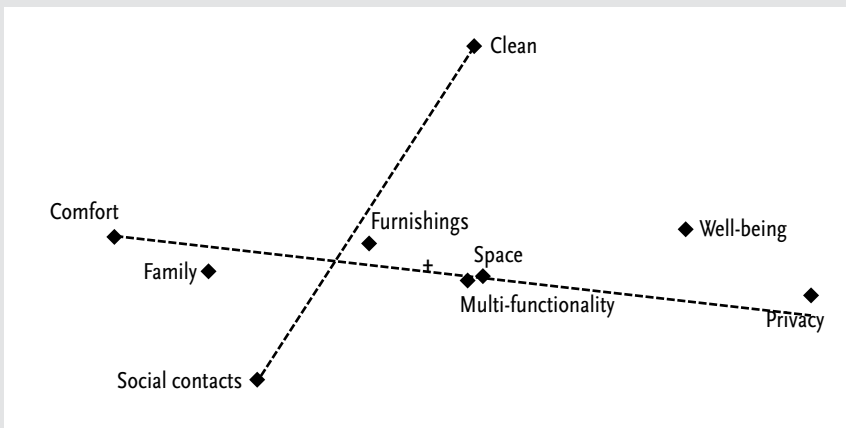 Clean
Comfort
Furnishings
Well-being
Space
Family
Multi-functionality
Privacy
Social contacts